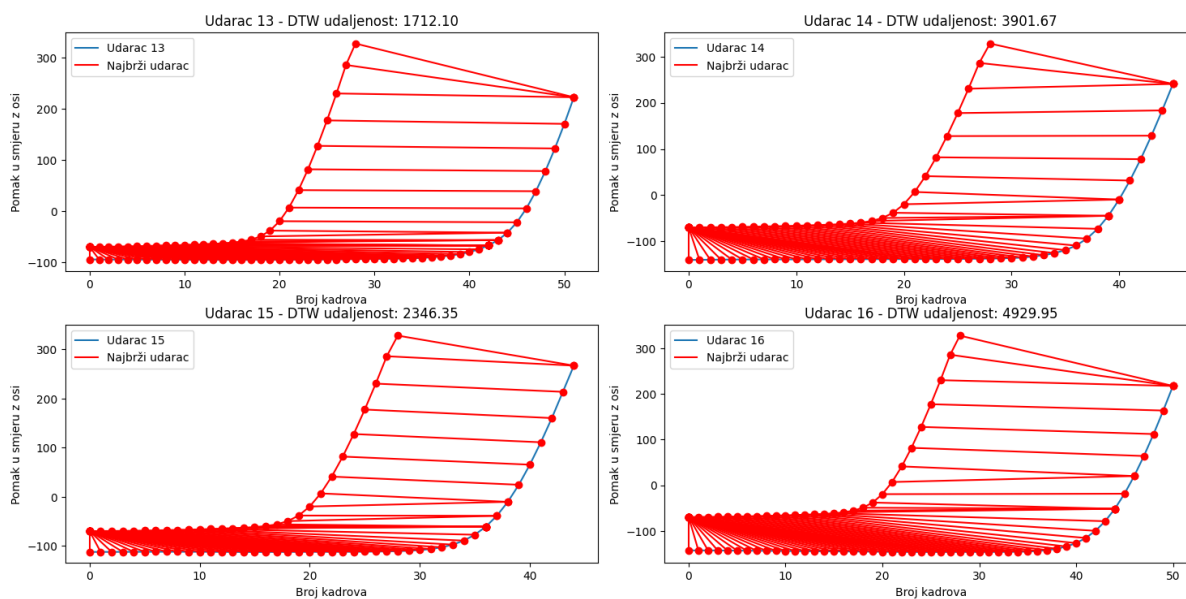 Udarac 13 - DTW udaljenost: 1712.10
Udarac 13
Najbrži udarac
Pomak u smjeru z osi
300
200
100
0
−100
0 10 20 30 40 50
Broj kadrova
Udarac 14 - DTW udaljenost: 3901.67
Udarac 14
Najbrži udarac
Pomak u smjeru z osi
300
200
100
0
−100
0 20 40
Broj kadrova
Udarac 15 - DTW udaljenost: 2346.35
Udarac 15
Najbrži udarac
Pomak u smjeru z osi
300
200
100
0
−100
0 10 20 30 40
Broj kadrova
Udarac 16 - DTW udaljenost: 4929.95
Udarac 16
Najbrži udarac
Pomak u smjeru z osi
300
200
100
0
−100
0 10 20 30 40 50
Broj kadrova